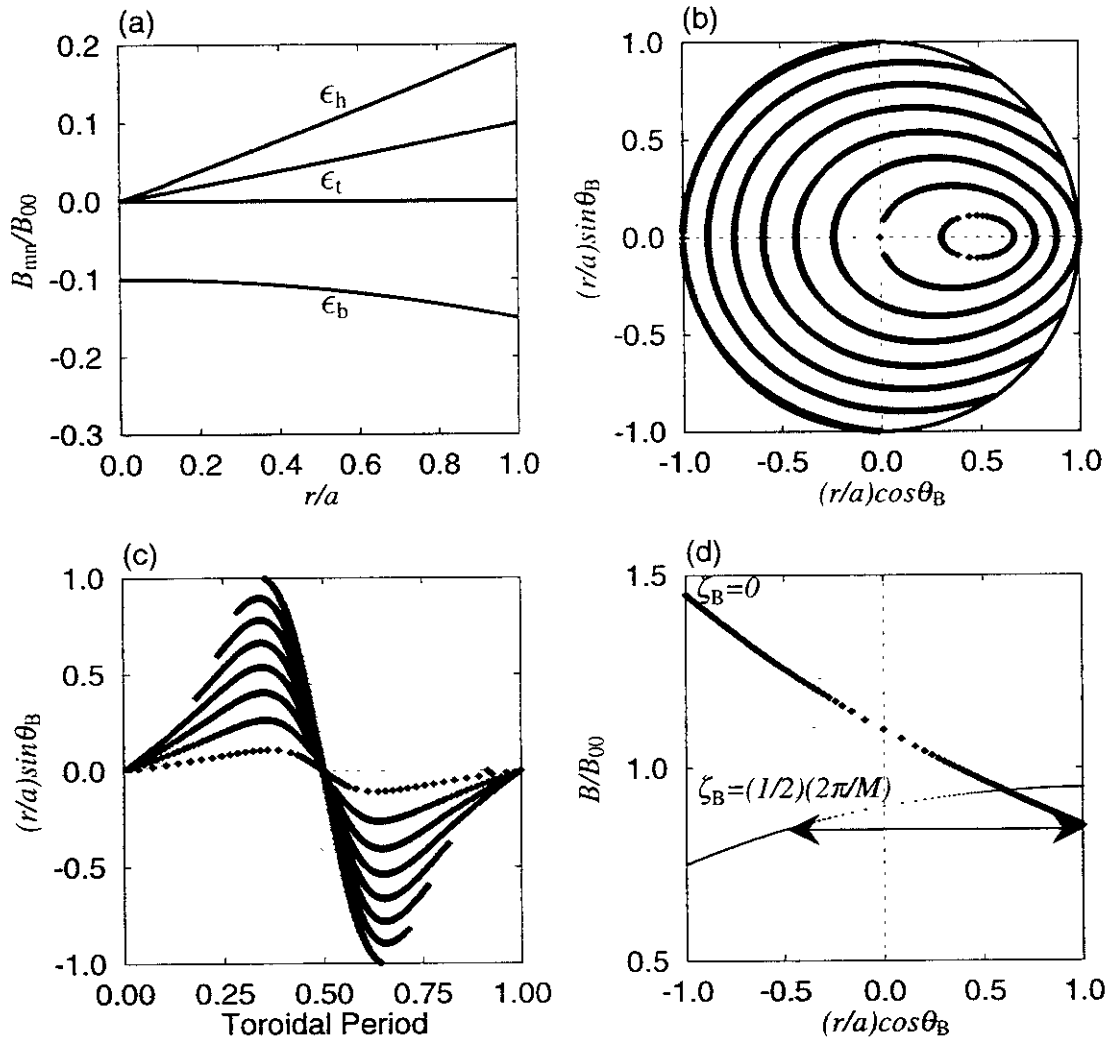 (a)
0.2
0.1
0.0
-0.1
-0.2
-0.3
B_mn/B_00
ϵ_h
ϵ_t
ϵ_b
0.0 0.2 0.4 0.6 0.8 1.0
r/a
(b)
1.0
0.5
0.0
-0.5
-1.0
(r/a)sinθ_B
-1.0 -0.5 0.0 0.5 1.0
(r/a)cosθ_B
(c)
1.0
0.5
0.0
-0.5
-1.0
(r/a)sinθ_B
0.00 0.25 0.50 0.75 1.00
Toroidal Period
(d)
1.5
1.0
0.5
B/B_00
ζ_B=0
ζ_B=(1/2)(2π/M)
-1.0 -0.5 0.0 0.5 1.0
(r/a)cosθ_B